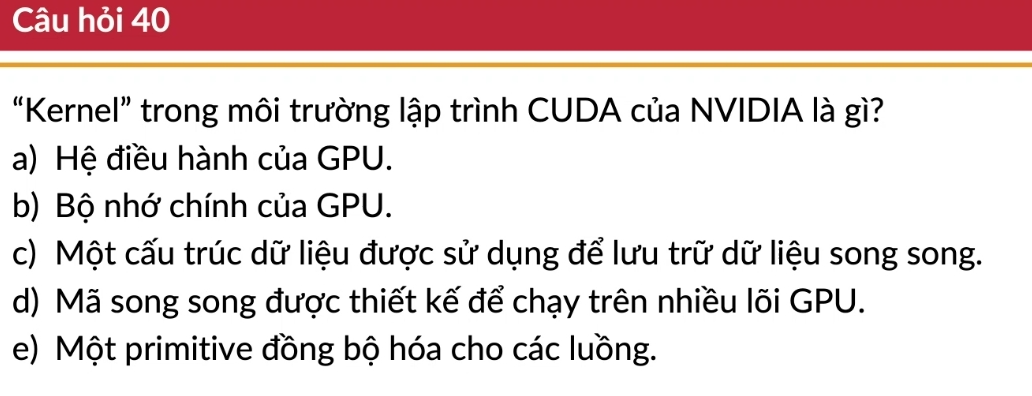 Câu hỏi 40
“Kernel” trong môi trường lập trình CUDA của NVIDIA là gì?
a) Hệ điều hành của GPU.
b) Bộ nhớ chính của GPU.
c) Một cấu trúc dữ liệu được sử dụng để lưu trữ dữ liệu song song.
d) Mã song song được thiết kế để chạy trên nhiều lõi GPU.
e) Một primitive đồng bộ hóa cho các luồng.